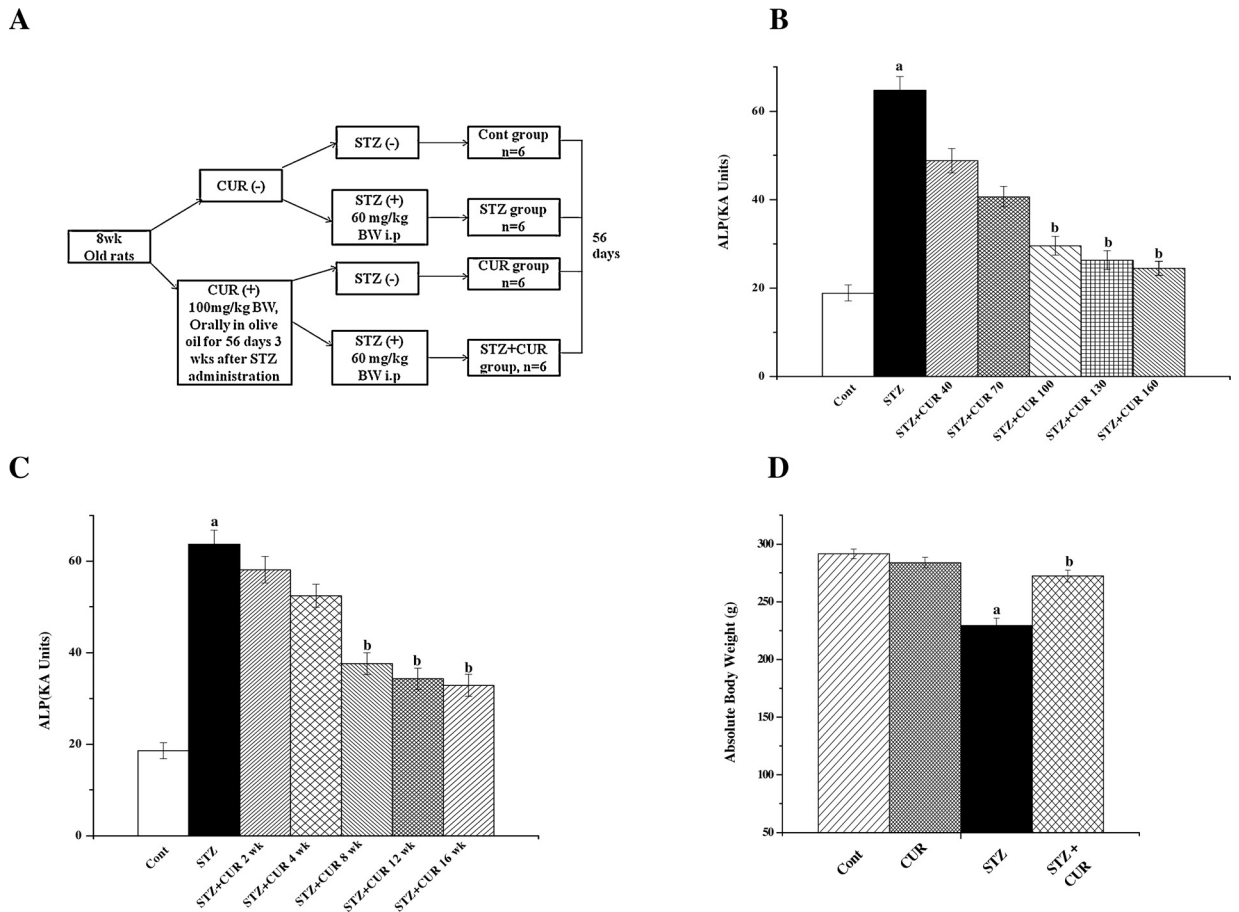 A
8wk
Old rats
CUR (-)
CUR (+)
100mg/kg BW,
Orally in olive
oil for 56 days 3
wks after STZ
administration
STZ (-)
STZ (+)
60 mg/kg
BW i.p
STZ (-)
STZ (+)
60 mg/kg
BW i.p
Cont group
n=6
STZ group
n=6
CUR group
n=6
STZ+CUR
group, n=6
56
days
B
ALP(KA Units)
60
40
20
0
a
b
b
b
Cont
STZ
STZ+CUR 40
STZ+CUR 70
STZ+CUR 100
STZ+CUR 130
STZ+CUR 160
C
ALP(KA Units)
60
40
20
0
a
b
b
b
Cont
STZ
STZ+CUR 2 wk
STZ+CUR 4 wk
STZ+CUR 8 wk
STZ+CUR 12 wk
STZ+CUR 16 wk
D
Absolute Body Weight (g)
300
250
200
150
100
50
a
b
Cont
CUR
STZ
STZ +
CUR